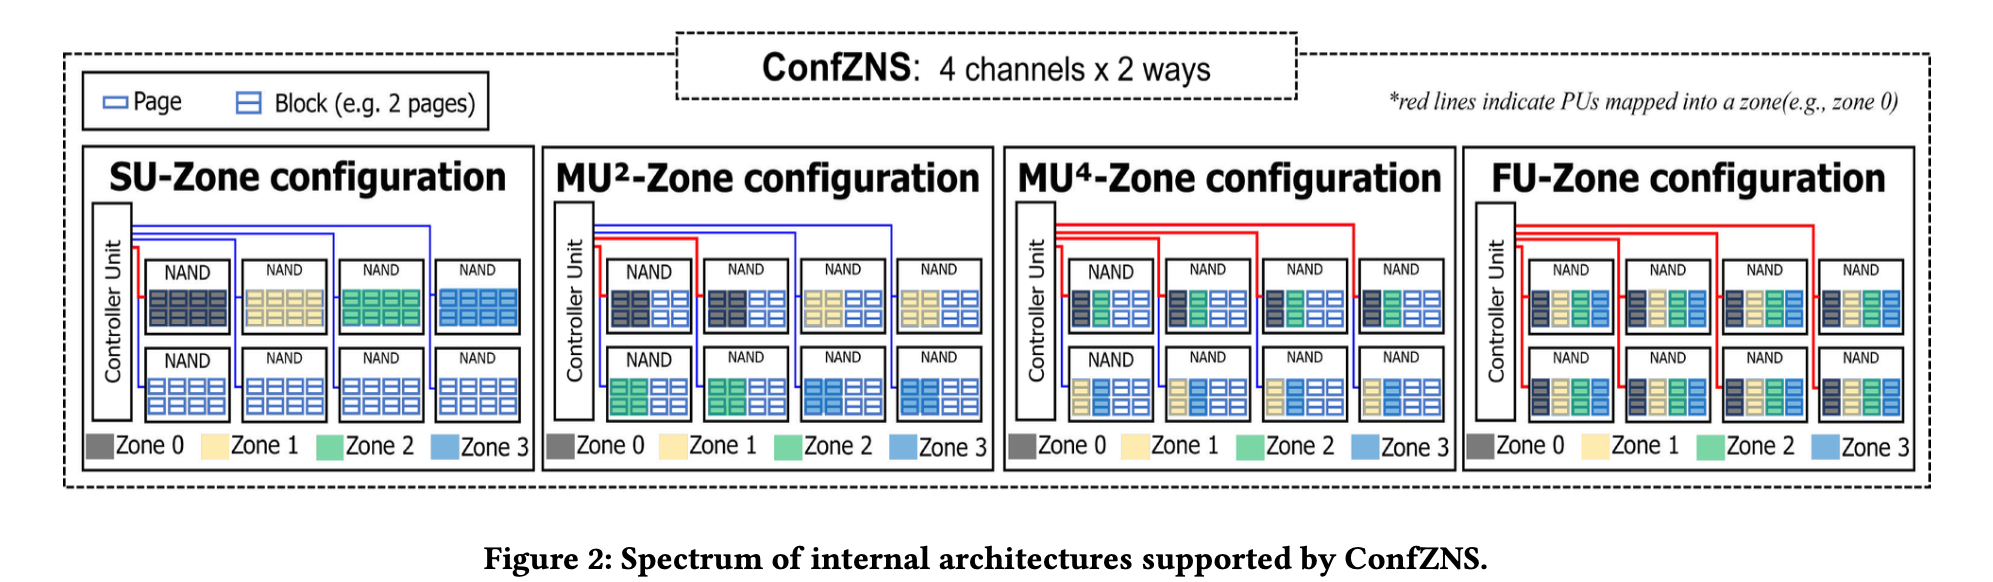 ConfZNS: 4 channels x 2 ways
Page
Block (e.g. 2 pages)
*red lines indicate PUs mapped into a zone(e.g., zone 0)
SU-Zone configuration
Controller Unit
NAND
NAND
NAND
NAND
NAND
NAND
NAND
NAND
Zone 0
Zone 1
Zone 2
Zone 3
MU²-Zone configuration
Controller Unit
NAND
NAND
NAND
NAND
NAND
NAND
NAND
NAND
Zone 0
Zone 1
Zone 2
Zone 3
MU⁴-Zone configuration
Controller Unit
NAND
NAND
NAND
NAND
NAND
NAND
NAND
NAND
Zone 0
Zone 1
Zone 2
Zone 3
FU-Zone configuration
Controller Unit
NAND
NAND
NAND
NAND
NAND
NAND
NAND
NAND
Zone 0
Zone 1
Zone 2
Zone 3
Figure 2: Spectrum of internal architectures supported by ConfZNS.